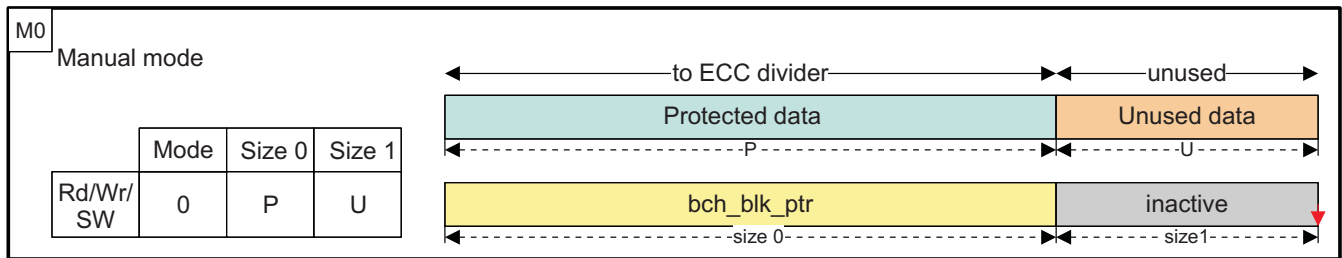 M0
Manual mode
to ECC divider
unused
Protected data
Unused data
P
U
Mode Size 0 Size 1
Rd/Wr/
SW
0 P U
bch_blk_ptr
inactive
size 0
size1